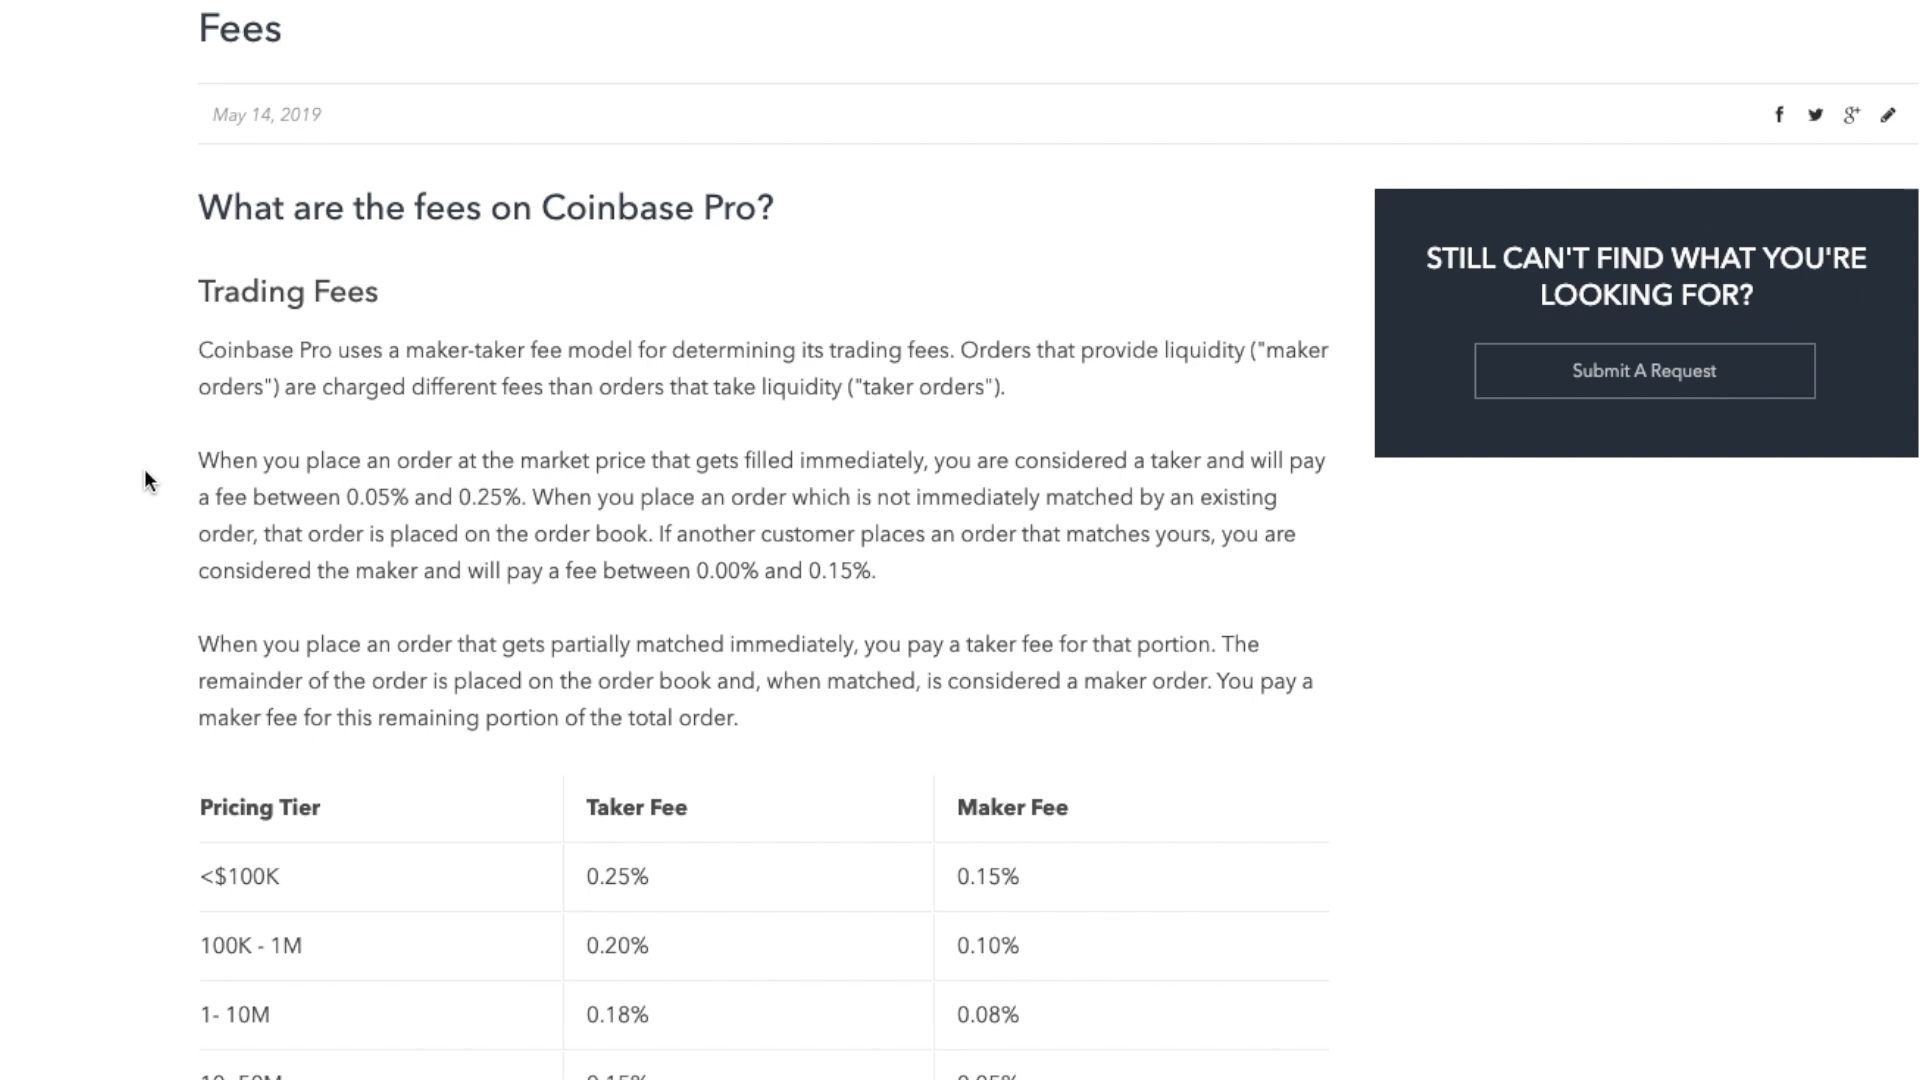 Fees
May 14, 2019
What are the fees on Coinbase Pro?
STILL CAN'T FIND WHAT YOU'RE
LOOKING FOR?
Submit A Request
Trading Fees
Coinbase Pro uses a maker-taker fee model for determining its trading fees. Orders that provide liquidity ("maker
orders") are charged different fees than orders that take liquidity ("taker orders").
When you place an order at the market price that gets filled immediately, you are considered a taker and will pay
a fee between 0.05% and 0.25%. When you place an order which is not immediately matched by an existing
order, that order is placed on the order book. If another customer places an order that matches yours, you are
considered the maker and will pay a fee between 0.00% and 0.15%.
When you place an order that gets partially matched immediately, you pay a taker fee for that portion. The
remainder of the order is placed on the order book and, when matched, is considered a maker order. You pay a
maker fee for this remaining portion of the total order.
Pricing Tier Taker Fee Maker Fee
<$100K 0.25% 0.15%
100K - 1M 0.20% 0.10%
1- 10M 0.18% 0.08%